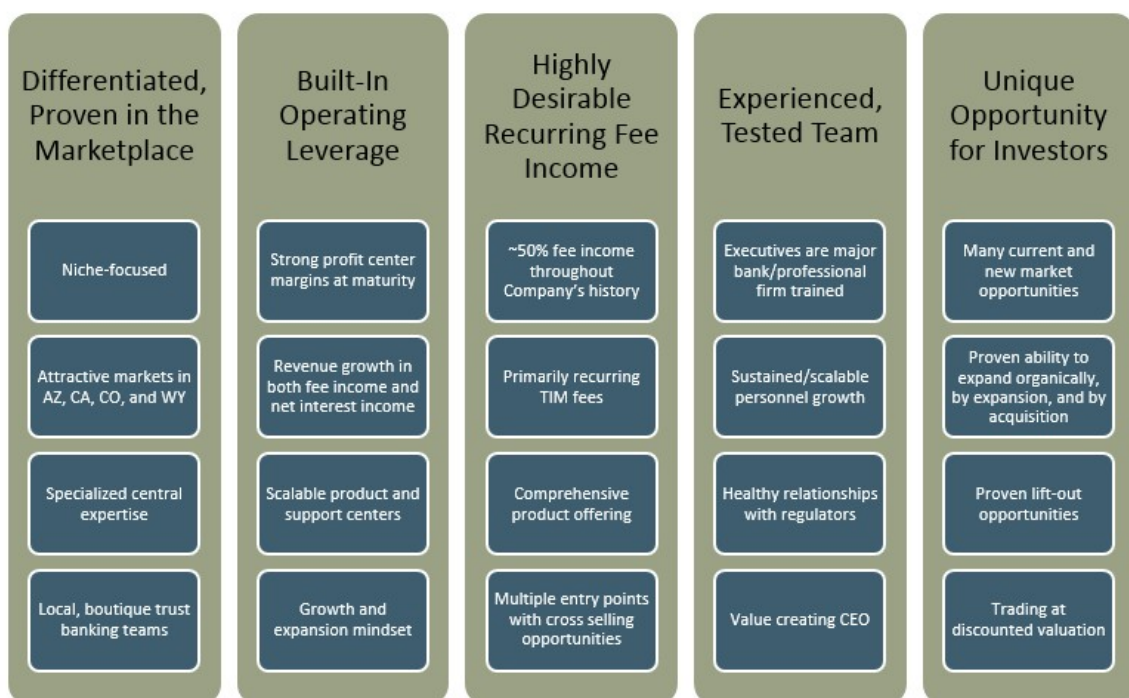 Differentiated,
Proven in the
Marketplace
Niche-focused
Attractive markets in
AZ, CA, CO, and WY
Specialized central
expertise
Local, boutique trust
banking teams
Built-In
Operating
Leverage
Strong profit center
margins at maturity
Revenue growth in
both fee income and
net interest income
Scalable product and
support centers
Growth and
expansion mindset
Highly
Desirable
Recurring Fee
Income
~50% fee income
throughout
Company's history
Primarily recurring
TIM fees
Comprehensive
product offering
Multiple entry points
with cross selling
opportunities
Experienced,
Tested Team
Executives are major
bank/professional
firm trained
Sustained/scalable
personnel growth
Healthy relationships
with regulators
Value creating CEO
Unique
Opportunity
for Investors
Many current and
new market
opportunities
Proven ability to
expand organically,
by expansion, and by
acquisition
Proven lift-out
opportunities
Trading at
discounted valuation